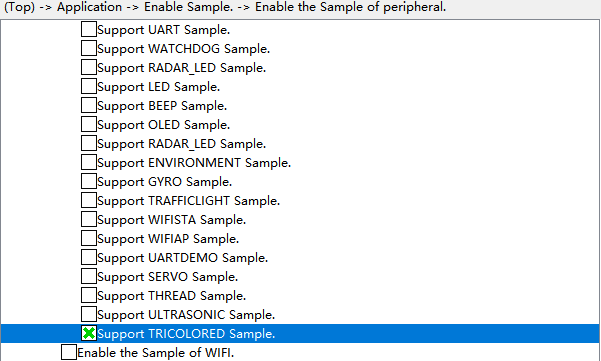 (Top) -> Application -> Enable Sample. -> Enable the Sample of peripheral.
Support UART Sample.
Support WATCHDOG Sample.
Support RADAR_LED Sample.
Support LED Sample.
Support BEEP Sample.
Support OLED Sample.
Support RADAR_LED Sample.
Support ENVIRONMENT Sample.
Support GYRO Sample.
Support TRAFFICLIGHT Sample.
Support WIFISTA Sample.
Support WIFIAP Sample.
Support UARTDEMO Sample.
Support SERVO Sample.
Support THREAD Sample.
Support ULTRASONIC Sample.
Support TRICOLORED Sample.
Enable the Sample of WIFI.